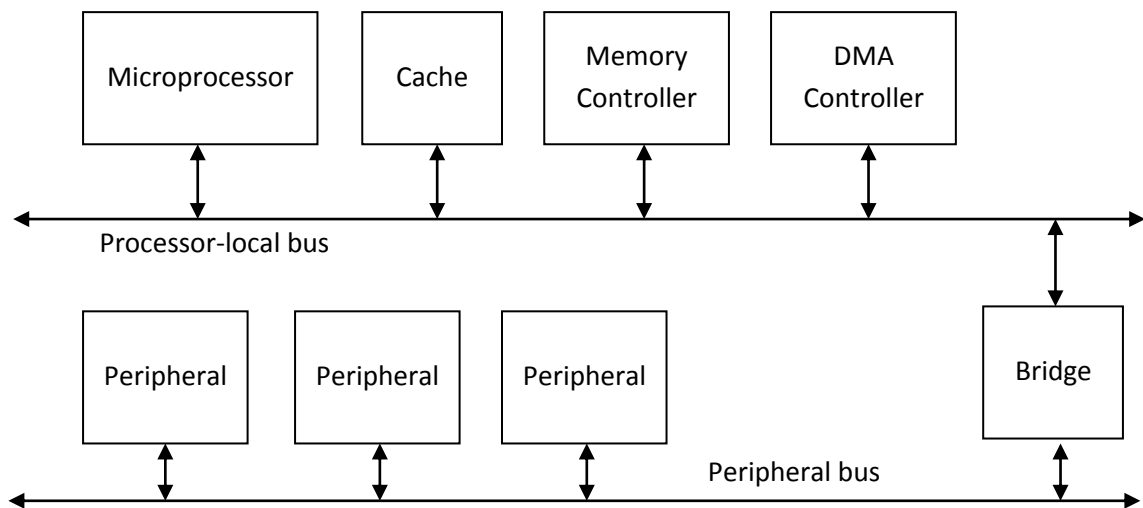 Microprocessor
Cache
Memory
Controller
DMA
Controller
Processor-local bus
Peripheral
Peripheral
Peripheral
Bridge
Peripheral bus